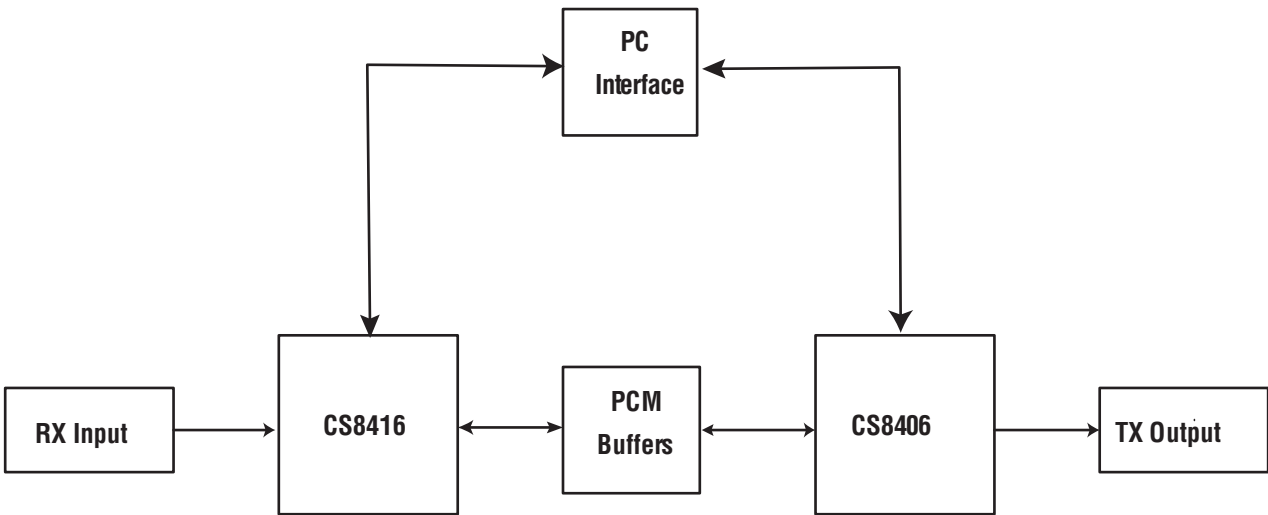 PC
Interface
RX Input
CS8416
PCM
Buffers
CS8406
TX Output